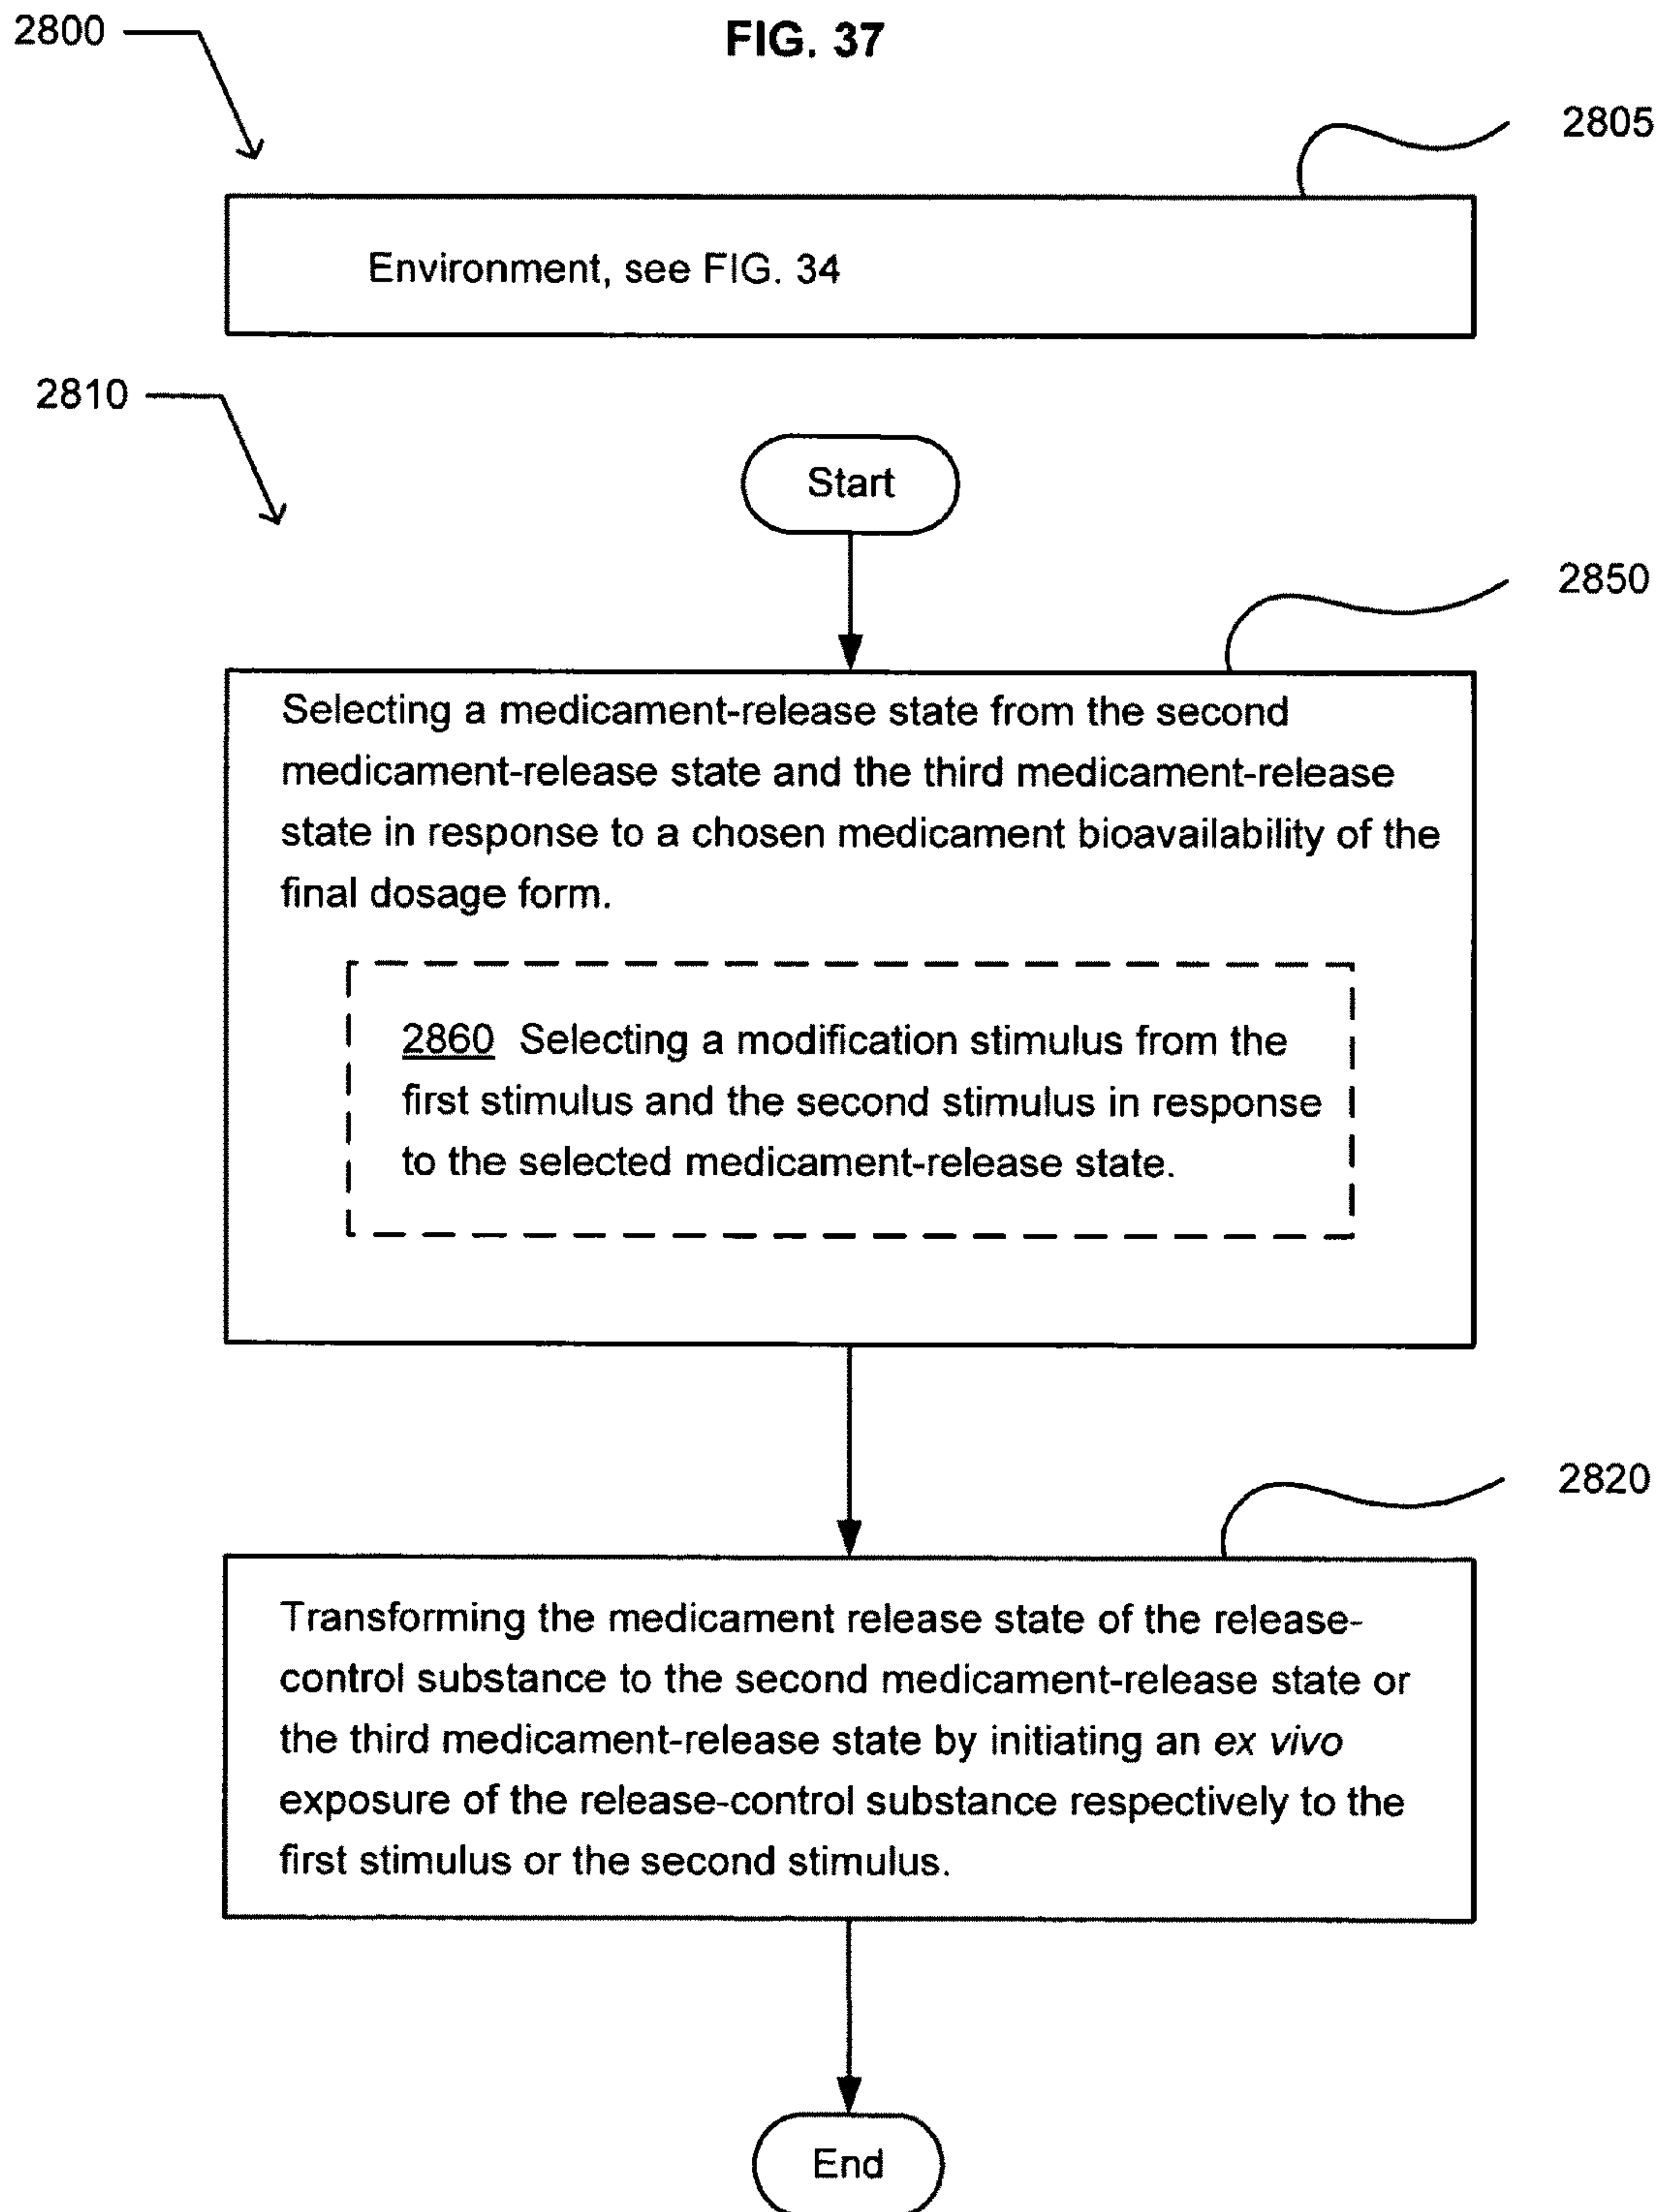 2800
FIG. 37
2805
Environment, see FIG. 34
2810
Start
2850
Selecting a medicament-release state from the second
medicament-release state and the third medicament-release
state in response to a chosen medicament bioavailability of the
final dosage form.
2860 Selecting a modification stimulus from the
first stimulus and the second stimulus in response
to the selected medicament-release state.
2820
Transforming the medicament release state of the release-
control substance to the second medicament-release state or
the third medicament-release state by initiating an ex vivo
exposure of the release-control substance respectively to the
first stimulus or the second stimulus.
End